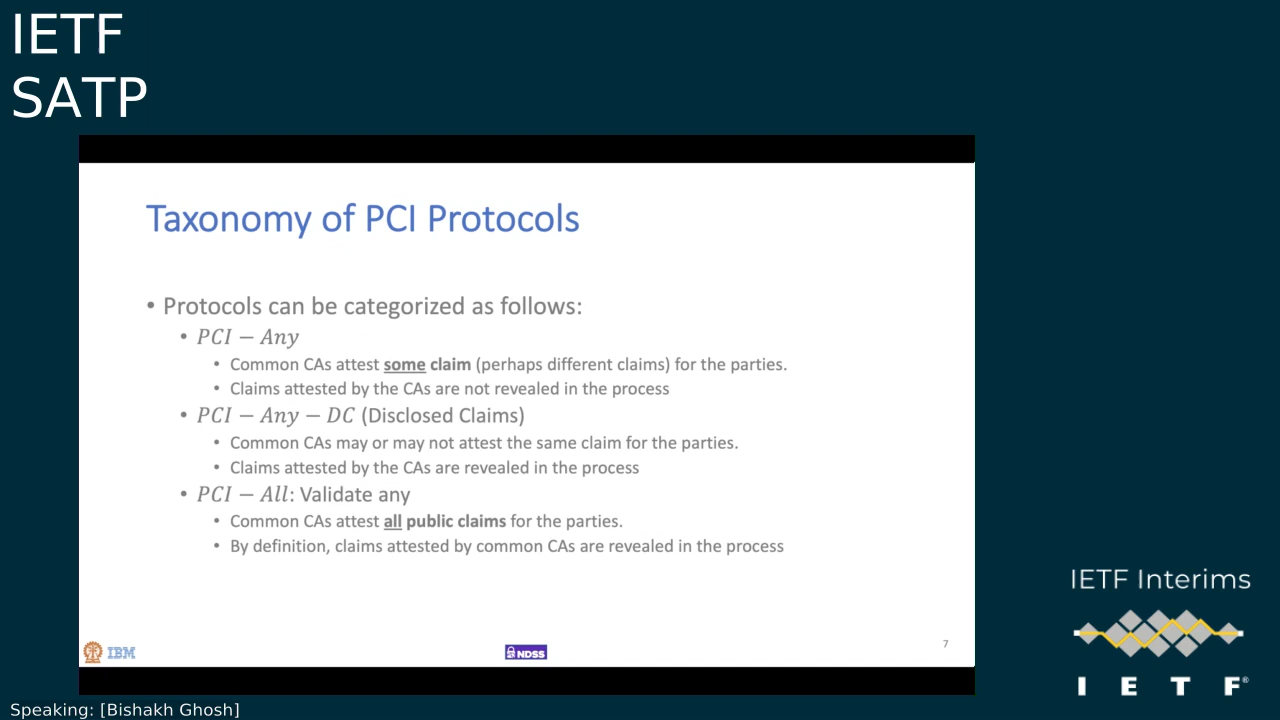 IETF
SATP
Taxonomy of PCI Protocols
• Protocols can be categorized as follows:
• PCI − Any
• Common CAs attest some claim (perhaps different claims) for the parties.
• Claims attested by the CAs are not revealed in the process
• PCI − Any − DC (Disclosed Claims)
• Common CAs may or may not attest the same claim for the parties.
• Claims attested by the CAs are revealed in the process
• PCI − All: Validate any
• Common CAs attest all public claims for the parties.
• By definition, claims attested by common CAs are revealed in the process
IBM
NDSS
7
IETF Interims
I E T F®
Speaking: [Bishakh Ghosh]